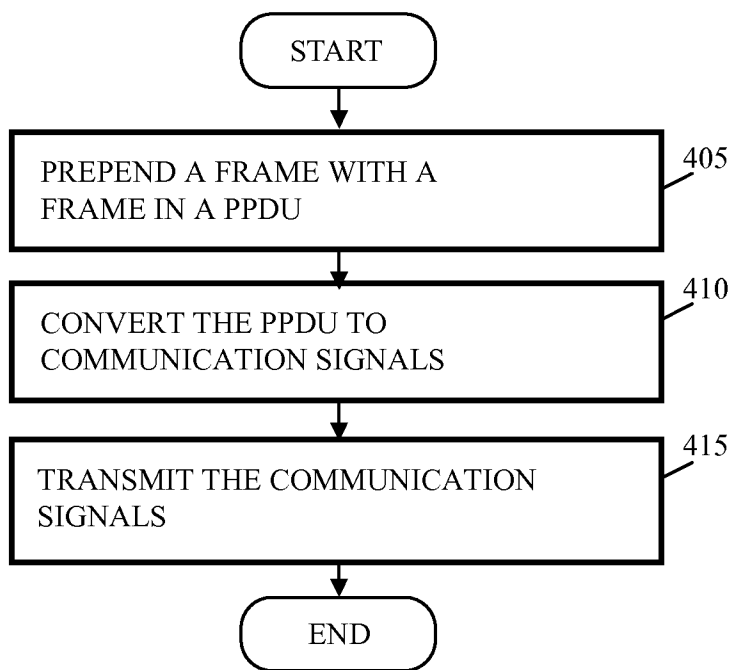 START
405
PREPEND A FRAME WITH A
FRAME IN A PPDU
410
CONVERT THE PPDU TO
COMMUNICATION SIGNALS
415
TRANSMIT THE COMMUNICATION
SIGNALS
END